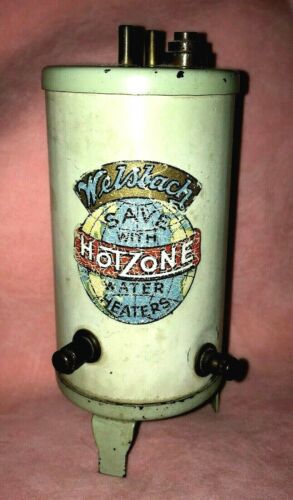 Welsbach
SAVE
WITH
HOTZONE
WATER
HEATERS